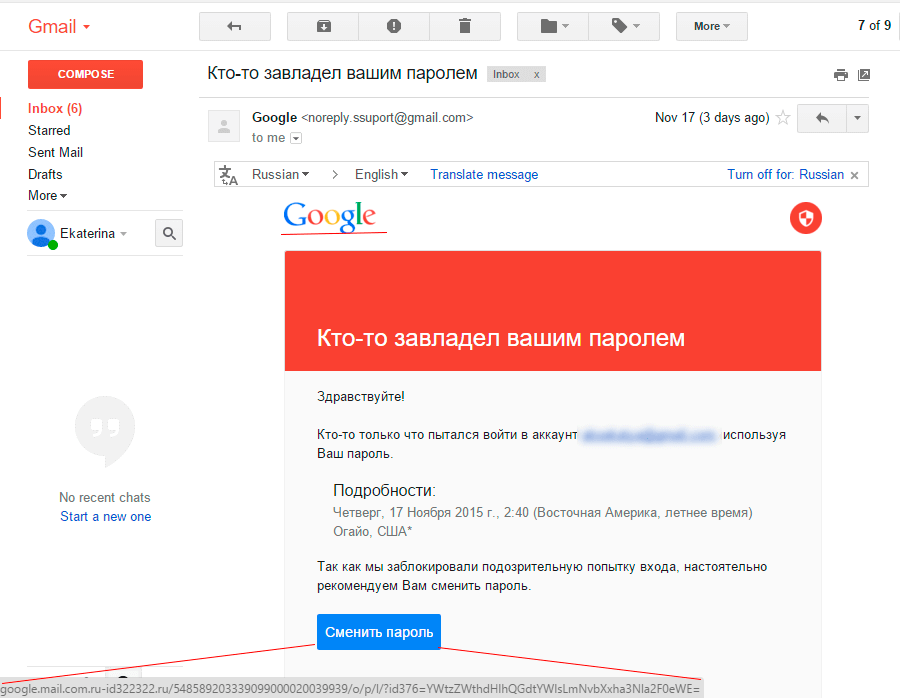 Gmail
More
7 of 9
COMPOSE
Inbox (6)
Starred
Sent Mail
Drafts
More
Ekaterina
No recent chats
Start a new one
Кто-то завладел вашим паролем
Inbox x
Google <noreply.ssuport@gmail.com>
to me
Nov 17 (3 days ago)
Russian > English Translate message Turn off for: Russian ×
Google
Кто-то завладел вашим паролем
Здравствуйте!
Кто-то только что пытался войти в аккаунт используя
Ваш пароль.
Подробности:
Четверг, 17 Ноября 2015 г., 2:40 (Восточная Америка, летнее время)
Огайо, США*
Так как мы заблокировали подозрительную попытку входа, настоятельно
рекомендуем Вам сменить пароль.
Сменить пароль
google.mail.com.ru-id322322.ru/548589203339099000020039939/o/p/l/?id376=YWtzZWthdHlhQGdtYWlsLmNvbXxha3Nla2F0eWE=